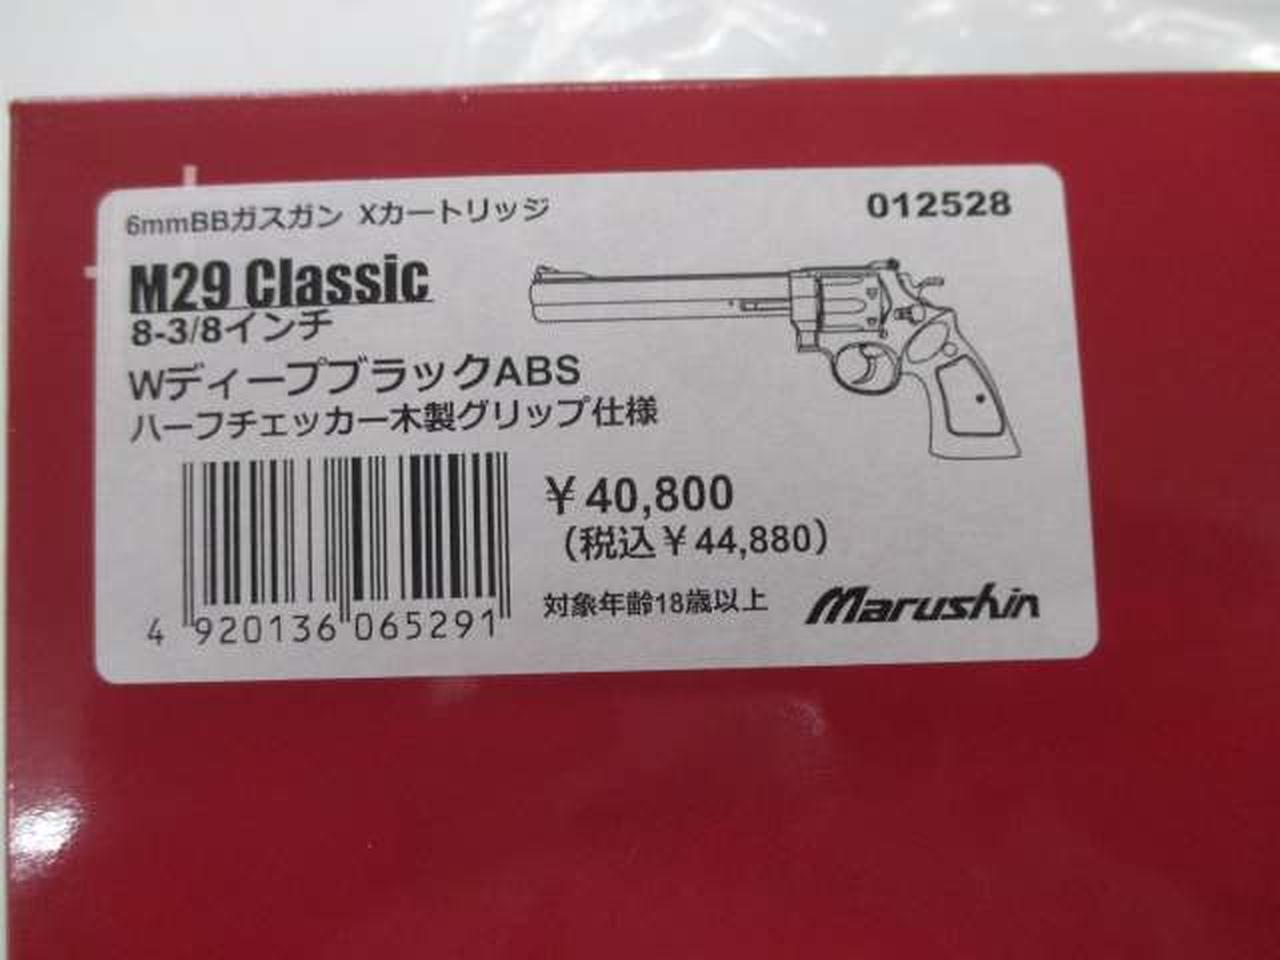 6mmBBガスガン Xカートリッジ
012528
M29 Classic
8-3/8インチ
WディープブラックABS
ハーフチェッカー木製グリップ仕様
¥40,800
(税込¥44,880)
対象年齢18歳以上
Marushin
4 920136 065291